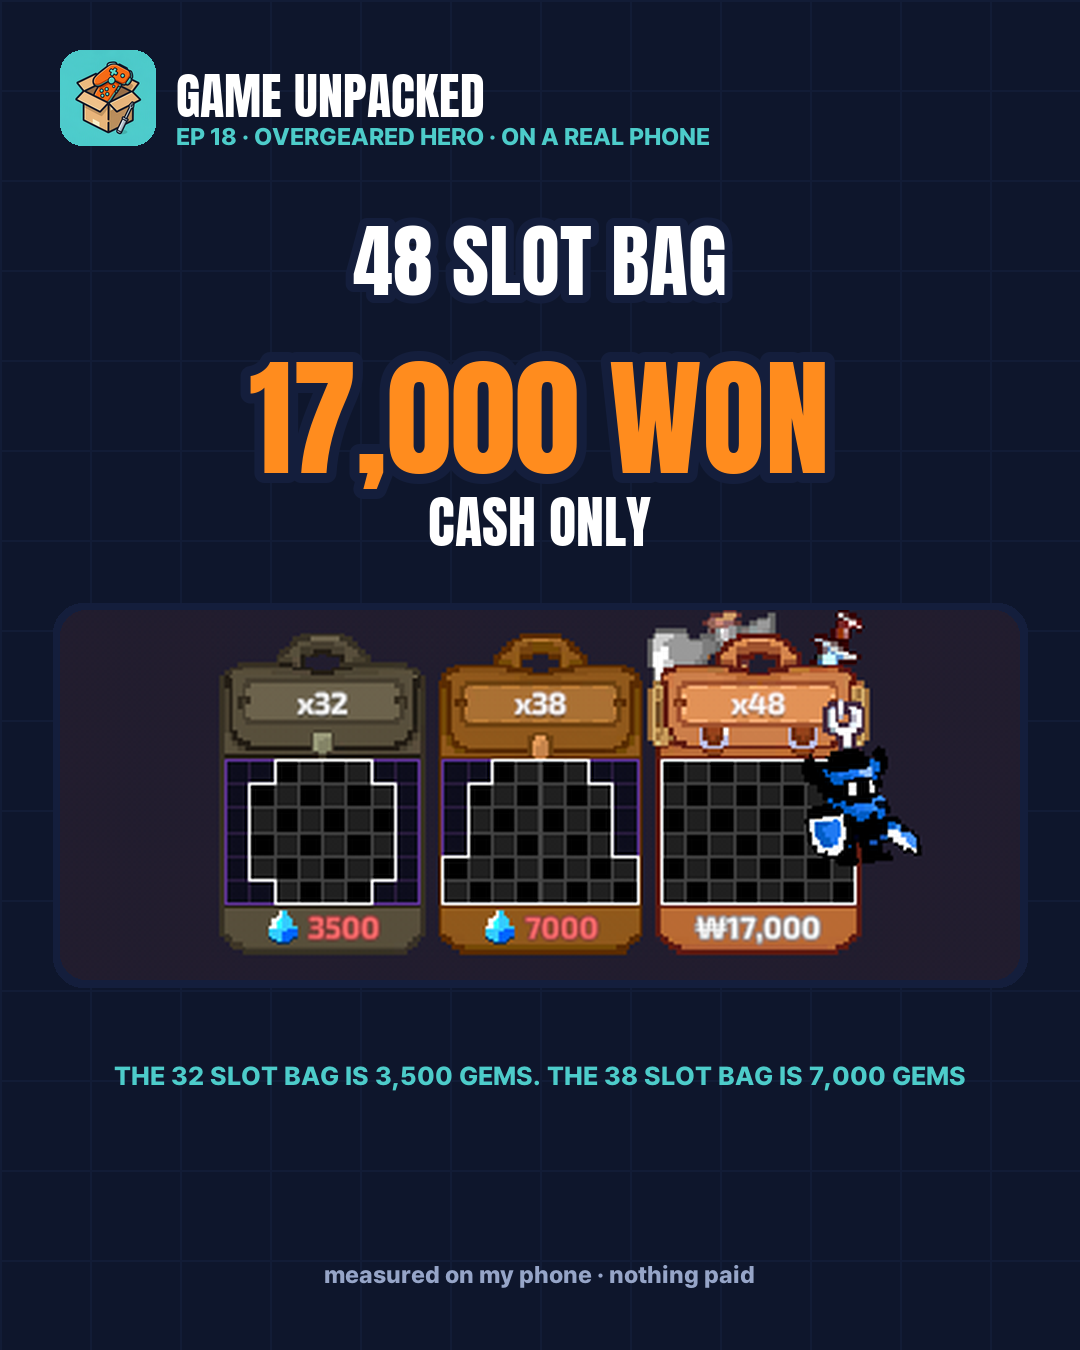 GAME UNPACKED
EP 18 · OVERGEARED HERO · ON A REAL PHONE
48 SLOT BAG
17,000 WON
CASH ONLY
x32 x38 x48
3500 7000 ₩17,000
THE 32 SLOT BAG IS 3,500 GEMS. THE 38 SLOT BAG IS 7,000 GEMS
measured on my phone · nothing paid